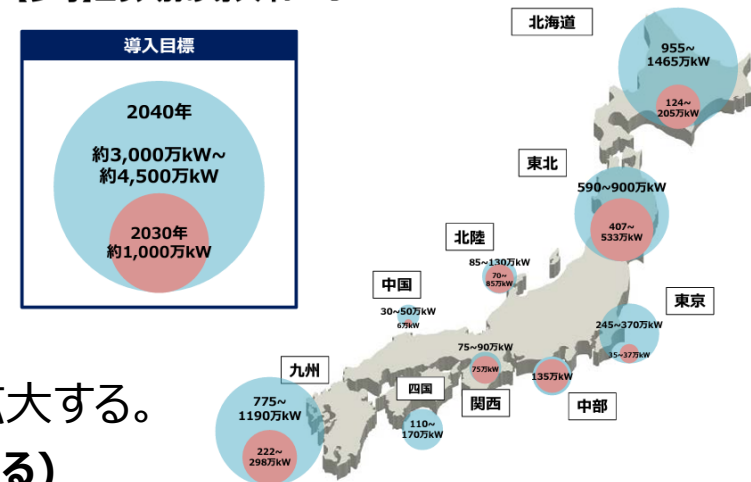 導入目標
2040年
約3,000万kW~
約4,500万kW
2030年
約1,000万kW
北海道
955~
1465万kW
124~
205万kW
東北
590~900万kW
407~
533万kW
北陸
85~130万kW
70~
85万kW
中国
30~50万kW
6万kW
東京
245~370万kW
35~37万kW
75~90万kW
75万kW
関西
135万kW
中部
九州
775~
1190万kW
222~
298万kW
四国
110~
170万kW
大する。
る)